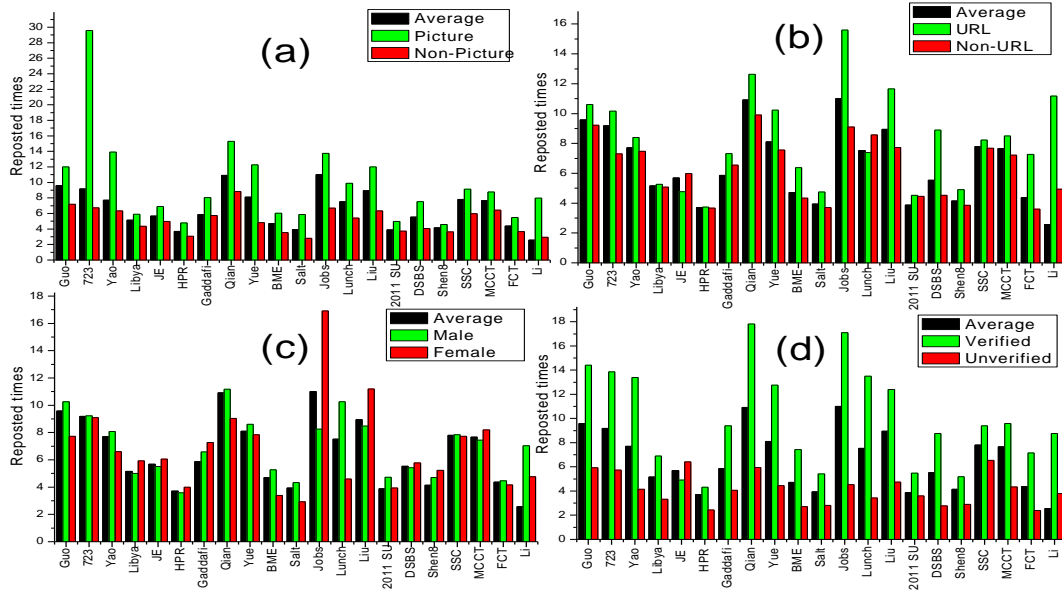 (a)
Average
Picture
Non-Picture
Reposted times
30
28
26
24
22
20
18
16
14
12
10
8
6
4
2
0
Guo
723
Yao
Libya
JE
HPR
Gaddafi
Qian
Yue
BME
Salt
Jobs
Lunch
Liu
2011 SU
DSBS
Shen8
SSC
MCCT
FCT
Li
(b)
Average
URL
Non-URL
Reposted times
16
14
12
10
8
6
4
2
0
Guo
723
Yao
Libya
JE
HPR
Gaddafi
Qian
Yue
BME
Salt
Jobs
Lunch
Liu
2011 SU
DSBS
Shen8
SSC
MCCT
FCT
Li
(c)
Average
Male
Female
Reposted times
16
14
12
10
8
6
4
2
0
Guo
723
Yao
Libya
JE
HPR
Gaddafi
Qian
Yue
BME
Salt
Jobs
Lunch
Liu
2011 SU
DSBS
Shen8
SSC
MCCT
FCT
Li
(d)
Average
Verified
Unverified
Reposted times
18
16
14
12
10
8
6
4
2
0
Guo
723
Yao
Libya
JE
HPR
Gaddafi
Qian
Yue
BME
Salt
Jobs
Lunch
Liu
2011 SU
DSBS
Shen8
SSC
MCCT
FCT
Li